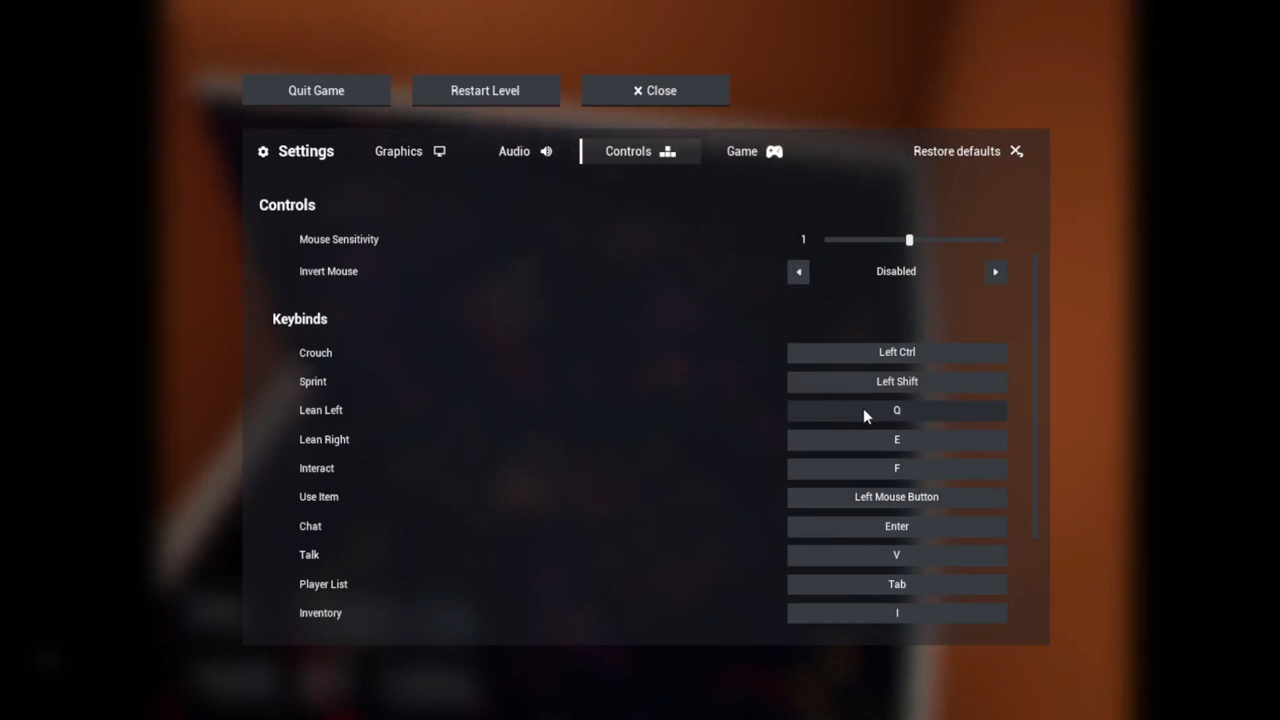 Quit Game Restart Level × Close
Settings Graphics Audio Controls Game Restore defaults
Controls
Mouse Sensitivity 1
Invert Mouse Disabled
Keybinds
Crouch Left Ctrl
Sprint Left Shift
Lean Left Q
Lean Right E
Interact F
Use Item Left Mouse Button
Chat Enter
Talk V
Player List Tab
Inventory I